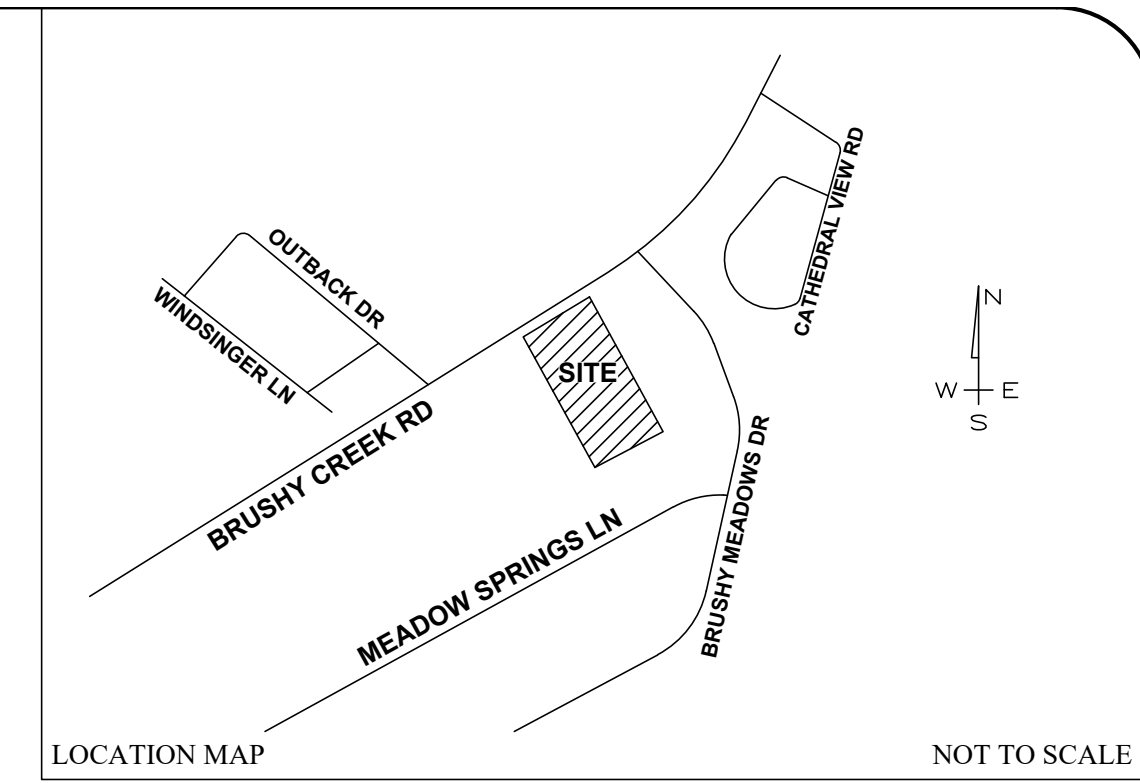 CATHEDRAL VIEW RD
OUTBACK DR
WINDSINGER LN
N
W E
S
SITE
BRUSHY CREEK RD
BRUSHY MEADOWS DR
MEADOW SPRINGS LN
LOCATION MAP
NOT TO SCALE